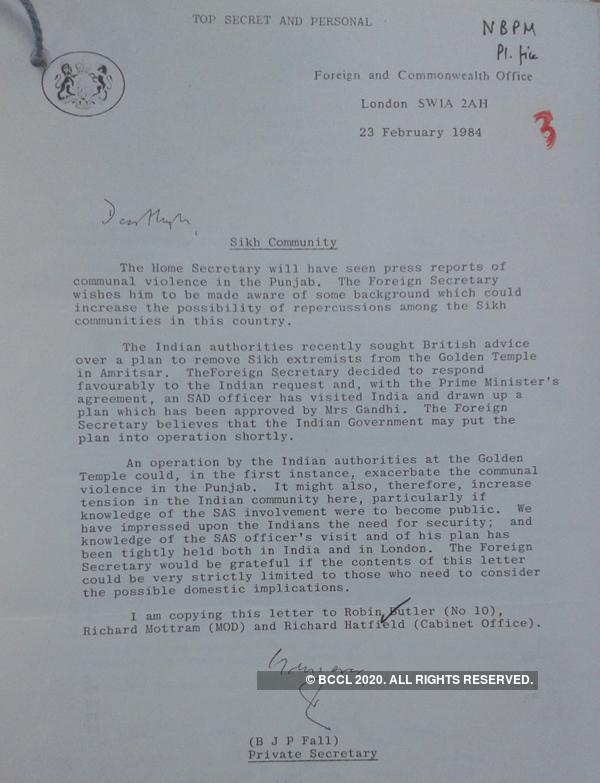 TOP SECRET AND PERSONAL
NBPM
Pl. file
Foreign and Commonwealth Office
London SW1A 2AH
23 February 1984
3
Dear Hugh,
Sikh Community
The Home Secretary will have seen press reports of
communal violence in the Punjab. The Foreign Secretary
wishes him to be made aware of some background which could
increase the possibility of repercussions among the Sikh
communities in this country.
The Indian authorities recently sought British advice
over a plan to remove Sikh extremists from the Golden Temple
in Amritsar. TheForeign Secretary decided to respond
favourably to the Indian request and, with the Prime Minister's
agreement, an SAD officer has visited India and drawn up a
plan which has been approved by Mrs Gandhi. The Foreign
Secretary believes that the Indian Government may put the
plan into operation shortly.
An operation by the Indian authorities at the Golden
Temple could, in the first instance, exacerbate the communal
violence in the Punjab. It might also, therefore, increase
tension in the Indian community here, particularly if
knowledge of the SAS involvement were to become public. We
have impressed upon the Indians the need for security; and
knowledge of the SAS officer's visit and of his plan has
been tightly held both in India and in London. The Foreign
Secretary would be grateful if the contents of this letter
could be very strictly limited to those who need to consider
the possible domestic implications.
I am copying this letter to Robin Butler (No 10),
Richard Mottram (MOD) and Richard Hatfield (Cabinet Office).
© BCCL 2020. ALL RIGHTS RESERVED.
(B J P Fall)
Private Secretary